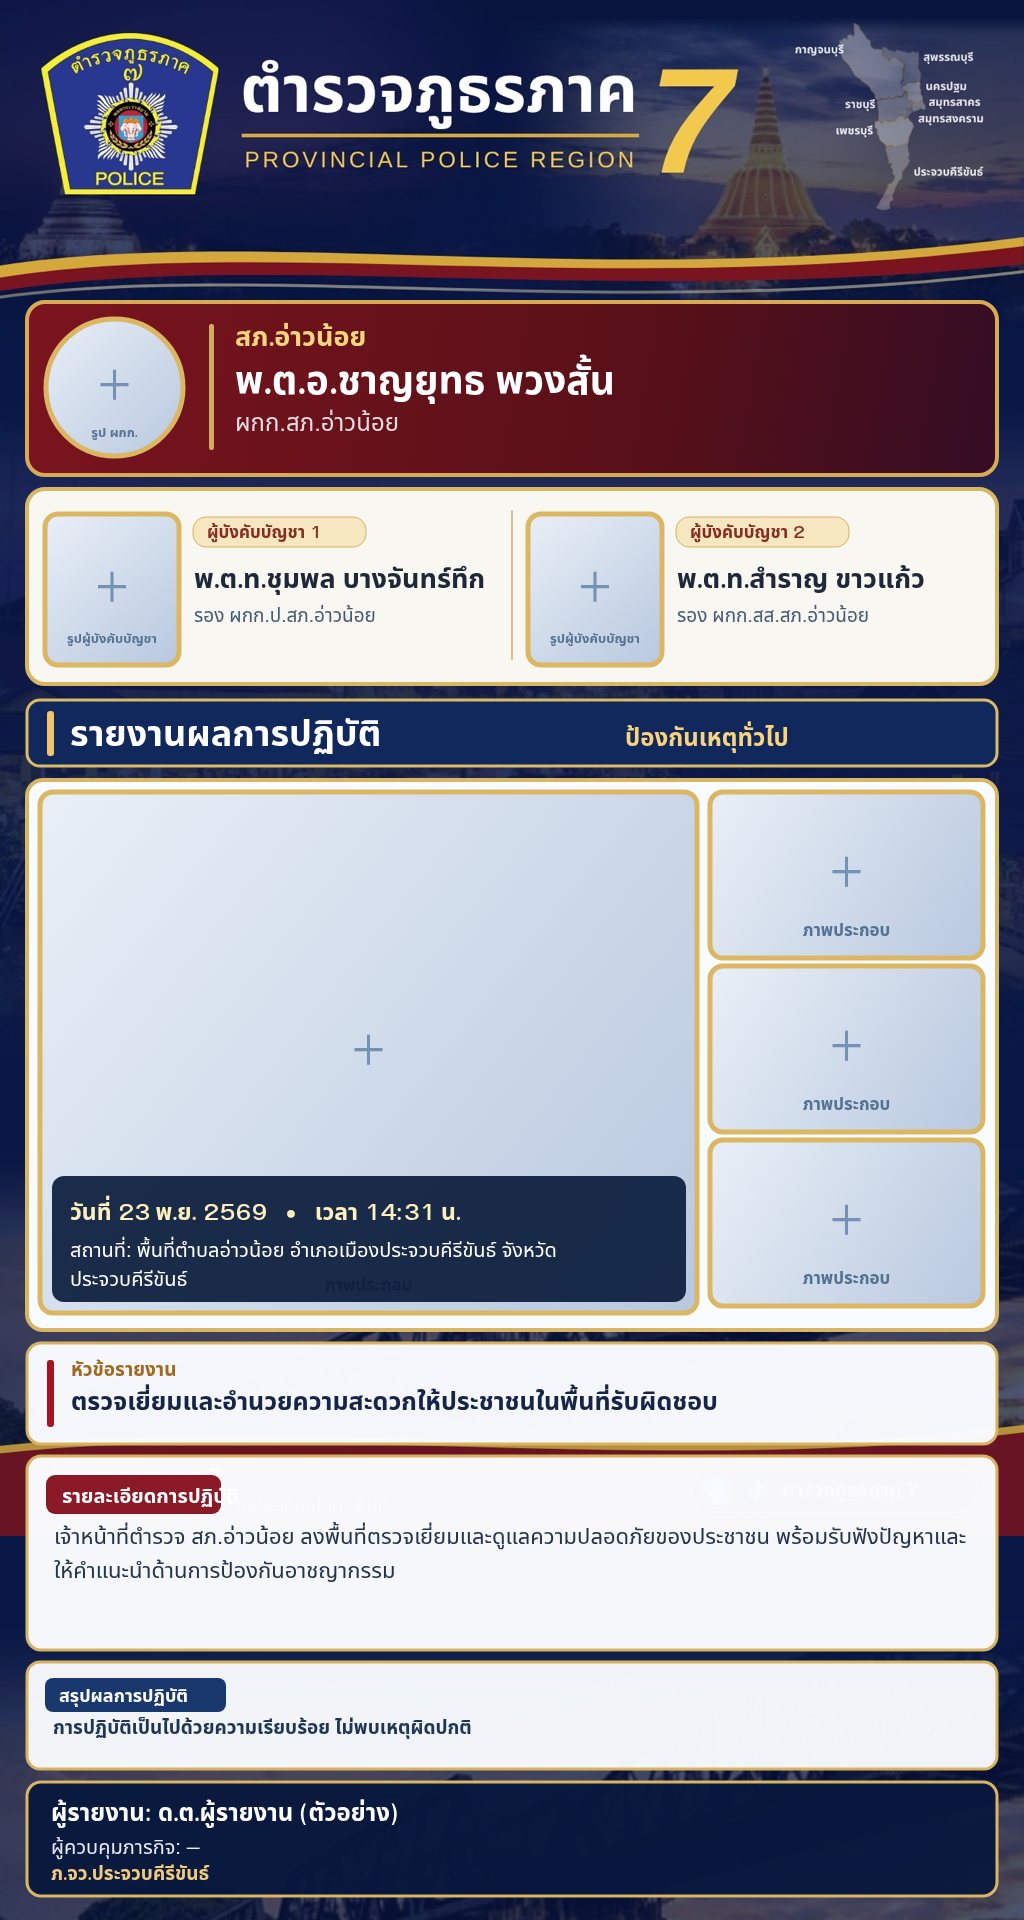 ตำรวจภูธรภาค
๗
POLICE
ตำรวจภูธรภาค 7
PROVINCIAL POLICE REGION
กาญจนบุรี
สุพรรณบุรี
นครปฐม
ราชบุรี
สมุทรสาคร
สมุทรสงคราม
เพชรบุรี
ประจวบคีรีขันธ์
รูป ผกก.
สภ.อ่าวน้อย
พ.ต.อ.ชาญยุทธ พวงสั้น
ผกก.สภ.อ่าวน้อย
รูปผู้บังคับบัญชา
ผู้บังคับบัญชา 1
พ.ต.ท.ชุมพล บางจันทร์ทึก
รอง ผกก.ป.สภ.อ่าวน้อย
รูปผู้บังคับบัญชา
ผู้บังคับบัญชา 2
พ.ต.ท.สำราญ ขาวแก้ว
รอง ผกก.สส.สภ.อ่าวน้อย
รายงานผลการปฏิบัติ
ป้องกันเหตุทั่วไป
ภาพประกอบ
ภาพประกอบ
ภาพประกอบ
วันที่ 23 พ.ย. 2569 • เวลา 14:31 น.
สถานที่: พื้นที่ตำบลอ่าวน้อย อำเภอเมืองประจวบคีรีขันธ์ จังหวัด
ประจวบคีรีขันธ์
ภาพประกอบ
หัวข้อรายงาน
ตรวจเยี่ยมและอำนวยความสะดวกให้ประชาชนในพื้นที่รับผิดชอบ
รายละเอียดการปฏิบัติ
ตำรวจภูธรภาค 7
เจ้าหน้าที่ตำรวจ สภ.อ่าวน้อย ลงพื้นที่ตรวจเยี่ยมและดูแลความปลอดภัยของประชาชน พร้อมรับฟังปัญหาและ
ให้คำแนะนำด้านการป้องกันอาชญากรรม
สรุปผลการปฏิบัติ
การปฏิบัติเป็นไปด้วยความเรียบร้อย ไม่พบเหตุผิดปกติ
ผู้รายงาน: ด.ต.ผู้รายงาน (ตัวอย่าง)
ผู้ควบคุมภารกิจ: —
ภ.จว.ประจวบคีรีขันธ์